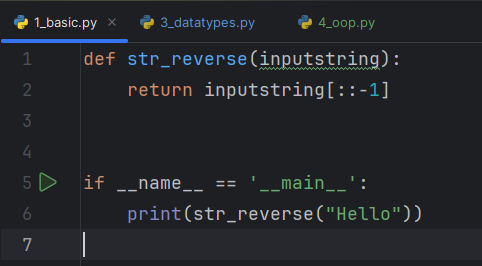 1_basic.py × 3_datatypes.py 4_oop.py
1 def str_reverse(inputstring):
2     return inputstring[::-1]
3
4
5 if __name__ == '__main__':
6     print(str_reverse("Hello"))
7